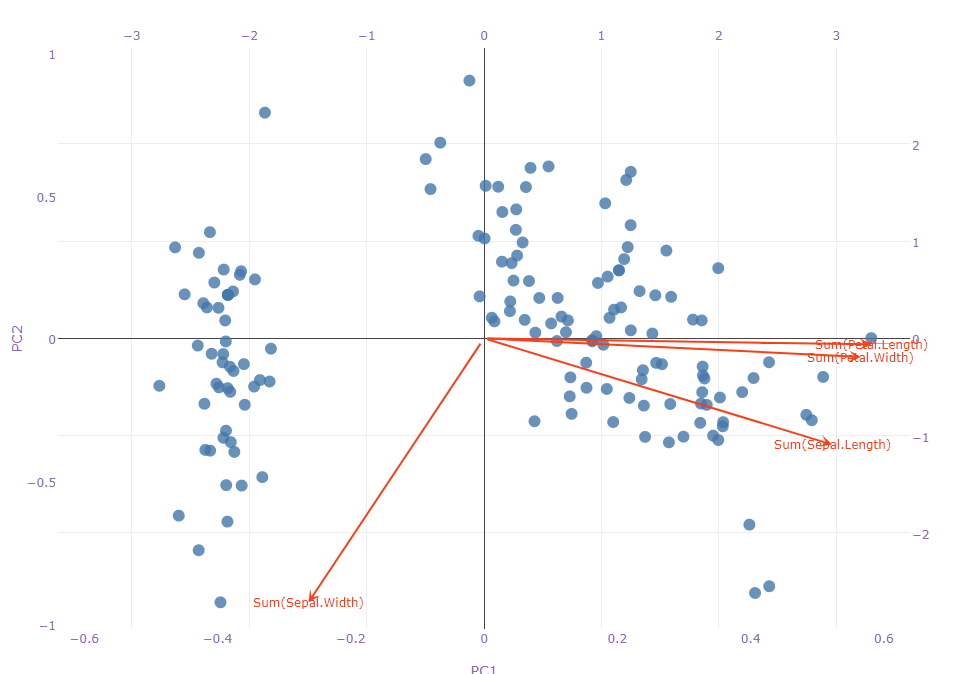 −3 −2 −1 0 1 2 3
1
2
0.5
1
0
0
Sum(Petal.Length)
Sum(Petal.Width)
PC2
−1
Sum(Sepal.Length)
−0.5
−2
Sum(Sepal.Width)
−1
−0.6 −0.4 −0.2 0 0.2 0.4 0.6
PC1